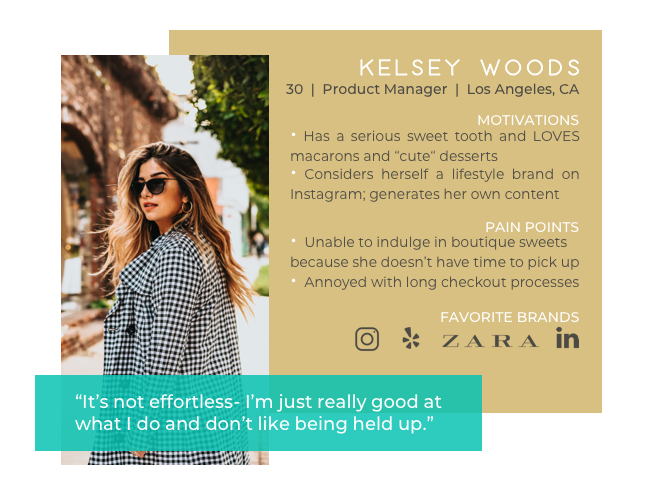 KELSEY WOODS
30 | Product Manager | Los Angeles, CA
MOTIVATIONS
• Has a serious sweet tooth and LOVES
macarons and "cute" desserts
• Considers herself a lifestyle brand on
Instagram; generates her own content
PAIN POINTS
• Unable to indulge in boutique sweets
because she doesn't have time to pick up
• Annoyed with long checkout processes
FAVORITE BRANDS
ZARA in
"It's not effortless- I'm just really good at
what I do and don't like being held up."